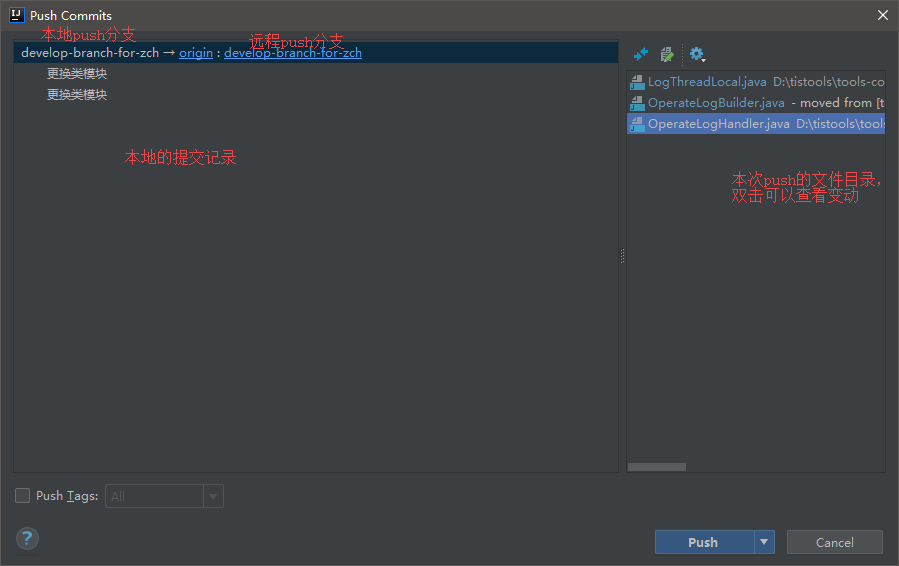 Push Commits
本地push分支
远程push分支
develop-branch-for-zch → origin : develop-branch-for-zch
更换类模块
更换类模块
本地的提交记录
LogThreadLocal.java D:\tistools\tools-co
OperateLogBuilder.java - moved from [t
OperateLogHandler.java D:\tistools\tools
本次push的文件目录，
双击可以查看变动
Push Tags: All
?
Push
Cancel